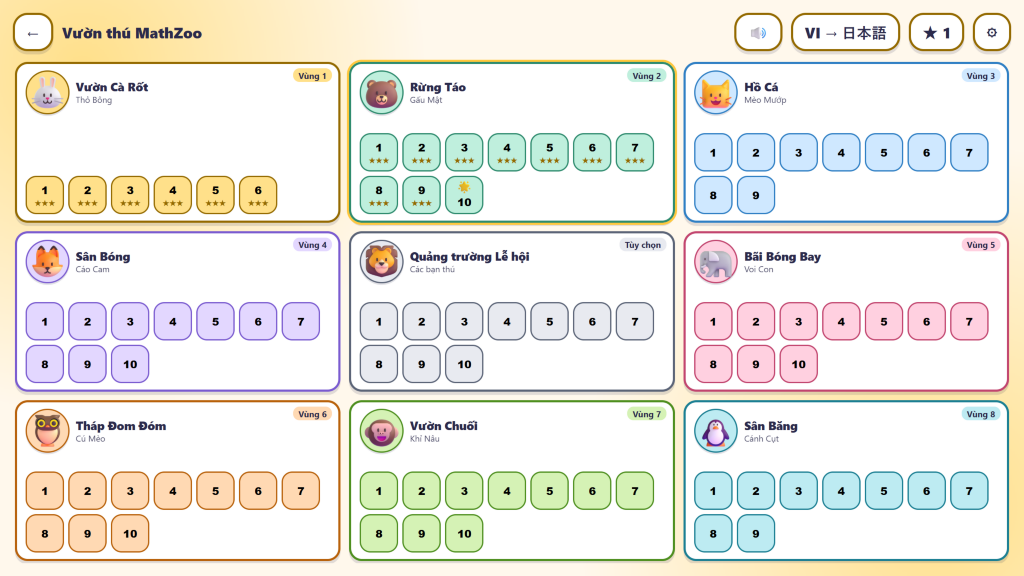 ← Vườn thú MathZoo VI → 日本語 ★ 1
Vùng 1
Vườn Cà Rốt
Thỏ Bông
1 2 3 4 5 6
★★★ ★★★ ★★★ ★★★ ★★★ ★★★
Vùng 2
Rừng Táo
Gấu Mật
1 2 3 4 5 6 7
★★★ ★★★ ★★★ ★★★ ★★★ ★★★ ★★★
8 9 10
★★★ ★★★
Vùng 3
Hồ Cá
Mèo Mướp
1 2 3 4 5 6 7
8 9
Vùng 4
Sân Bóng
Cáo Cam
1 2 3 4 5 6 7
8 9 10
Tùy chọn
Quảng trường Lễ hội
Các bạn thú
1 2 3 4 5 6 7
8 9 10
Vùng 5
Bãi Bóng Bay
Voi Con
1 2 3 4 5 6 7
8 9 10
Vùng 6
Tháp Đom Đóm
Cú Mèo
1 2 3 4 5 6 7
8 9 10
Vùng 7
Vườn Chuối
Khỉ Nâu
1 2 3 4 5 6 7
8 9 10
Vùng 8
Sân Băng
Cánh Cụt
1 2 3 4 5 6 7
8 9